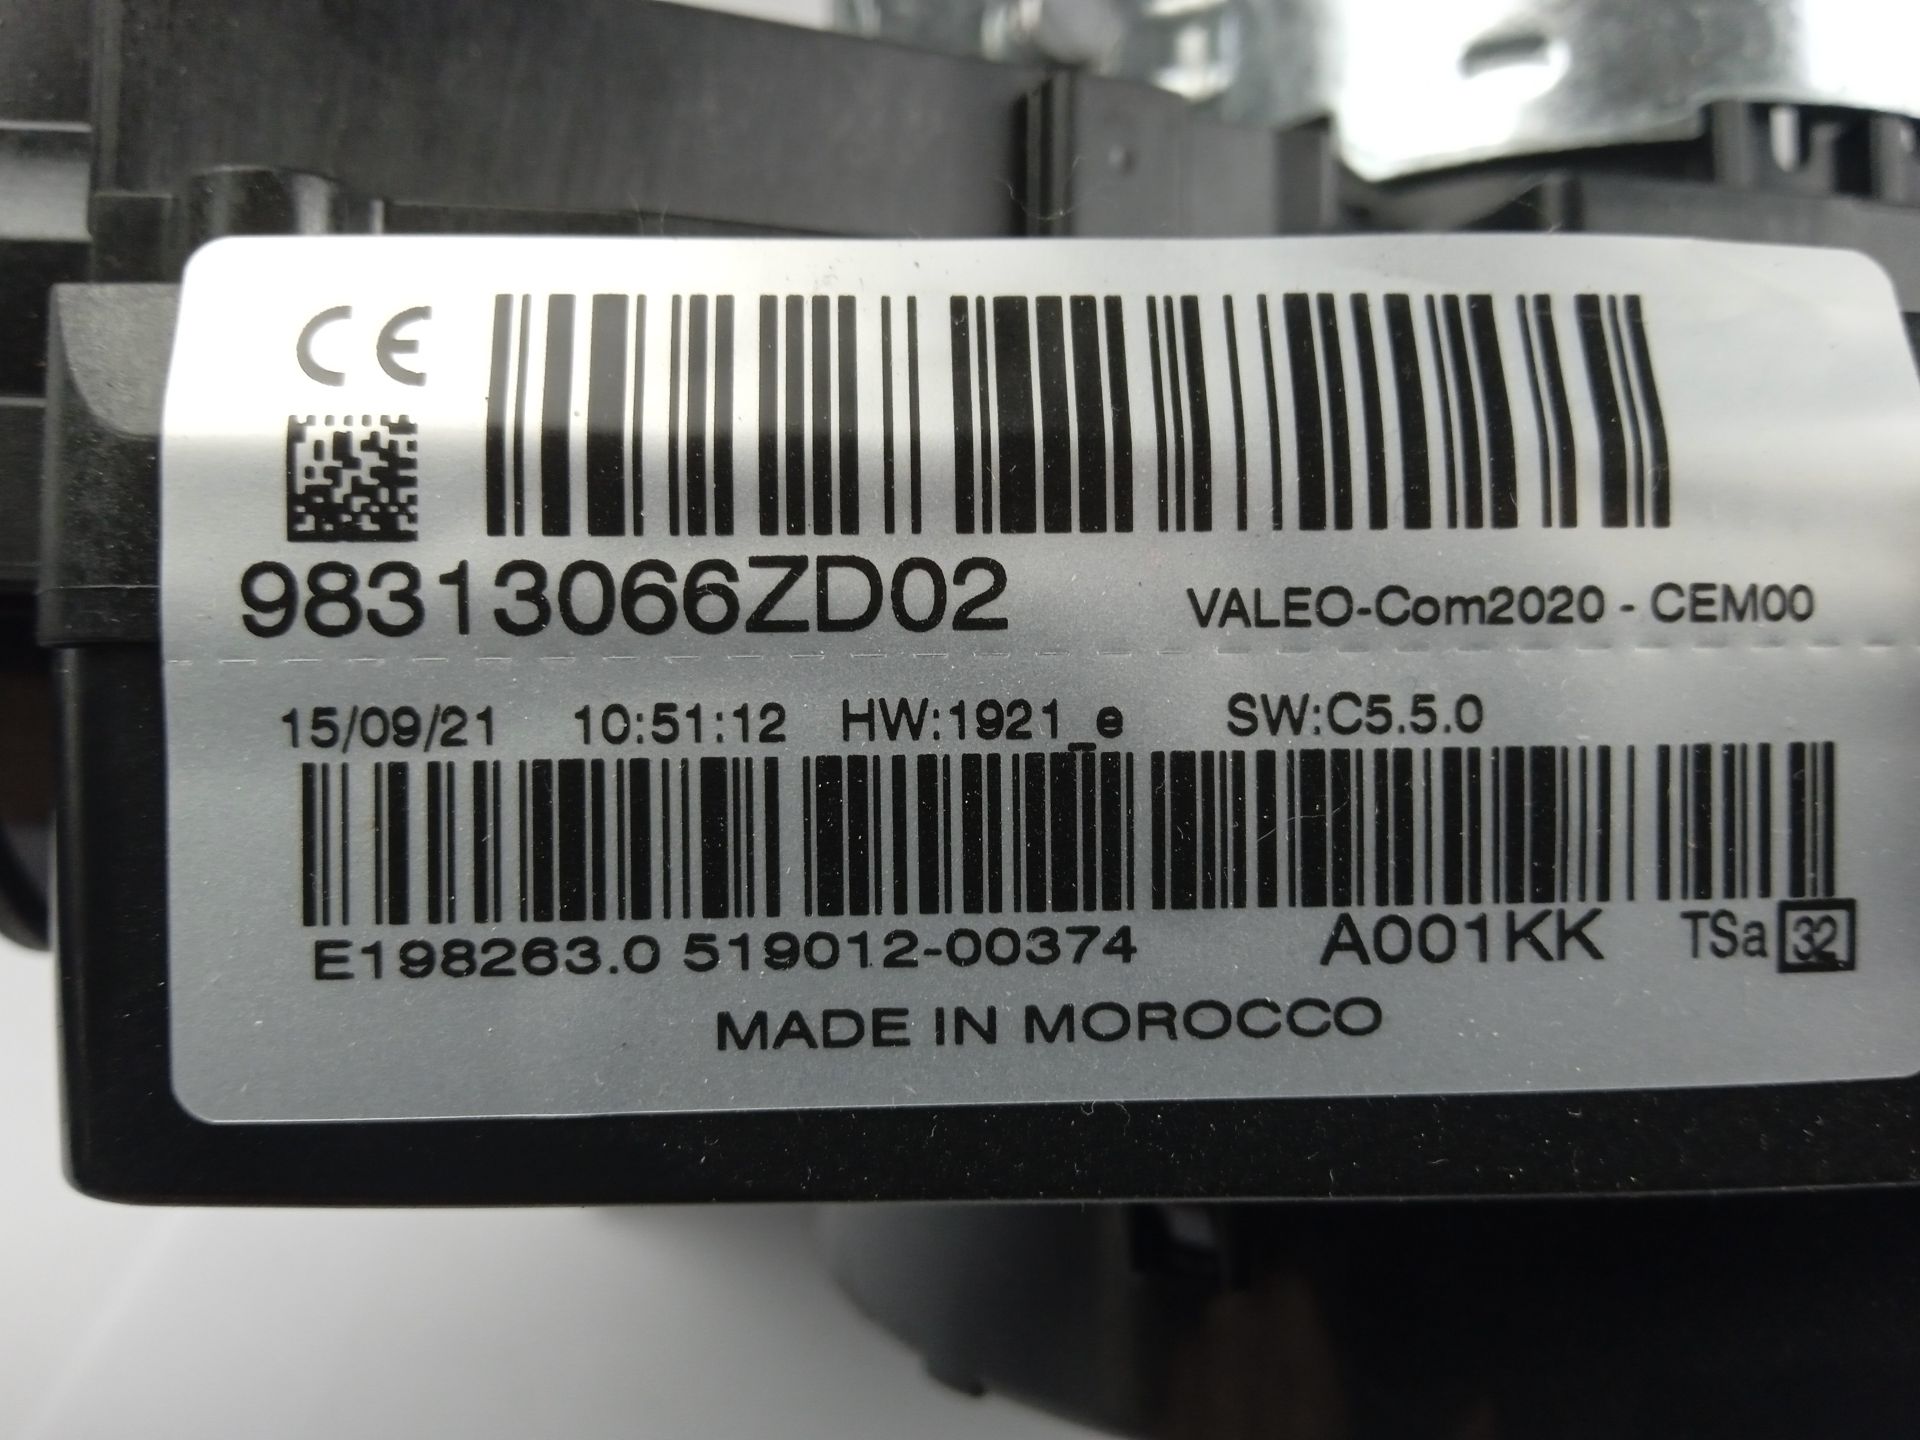 CE
98313066ZD02 VALEO-Com2020 - CEM00
15/09/21 10:51:12 HW:1921_e SW:C5.5.0
E198263.0 519012-00374 A001KK TSa 32
MADE IN MOROCCO